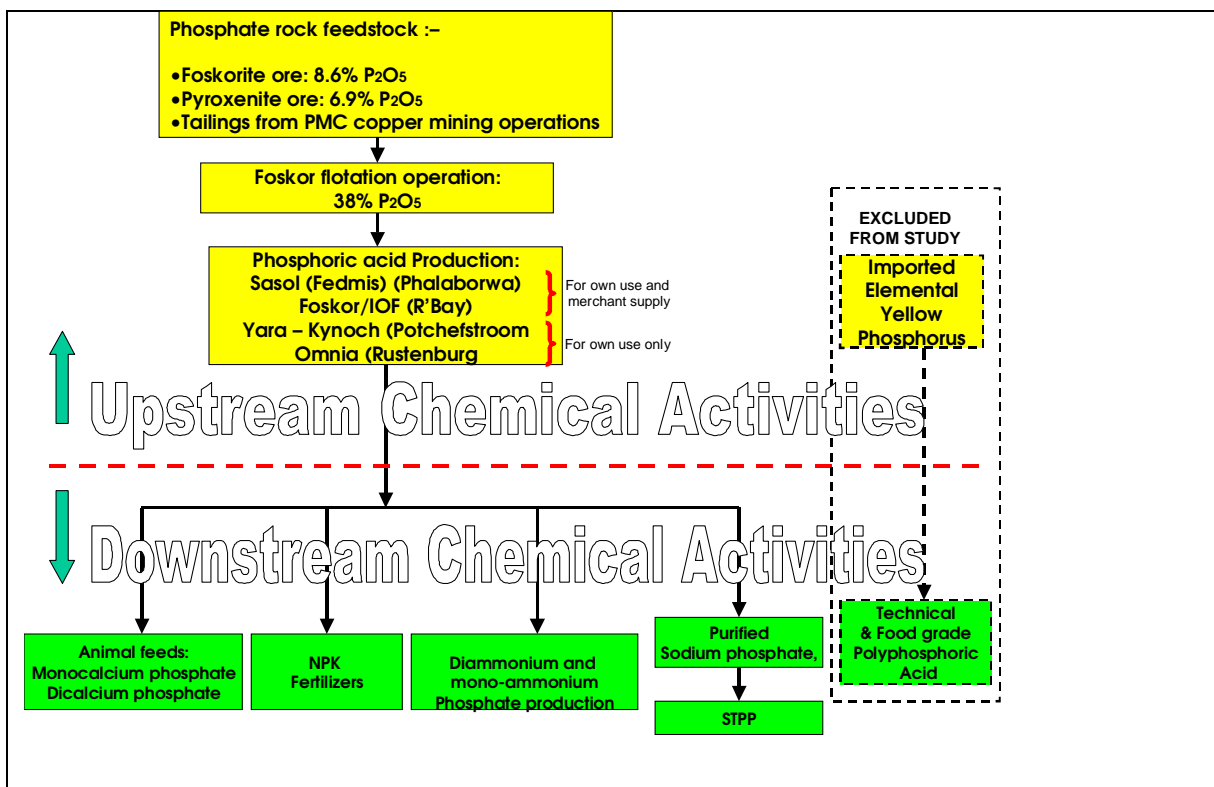 Phosphate rock feedstock :–
•Foskorite ore: 8.6% P2O5
•Pyroxenite ore: 6.9% P2O5
•Tailings from PMC copper mining operations
Foskor flotation operation:
38% P2O5
Phosphoric acid Production:
Sasol (Fedmis) (Phalaborwa)
Foskor/IOF (R'Bay)
Yara – Kynoch (Potchefstroom
Omnia (Rustenburg
For own use and
merchant supply
For own use only
EXCLUDED
FROM STUDY
Imported
Elemental
Yellow
Phosphorus
Upstream Chemical Activities
Downstream Chemical Activities
Animal feeds:
Monocalcium phosphate
Dicalcium phosphate
NPK
Fertilizers
Diammonium and
mono-ammonium
Phosphate production
Purified
Sodium phosphate,
STPP
Technical
& Food grade
Polyphosphoric
Acid